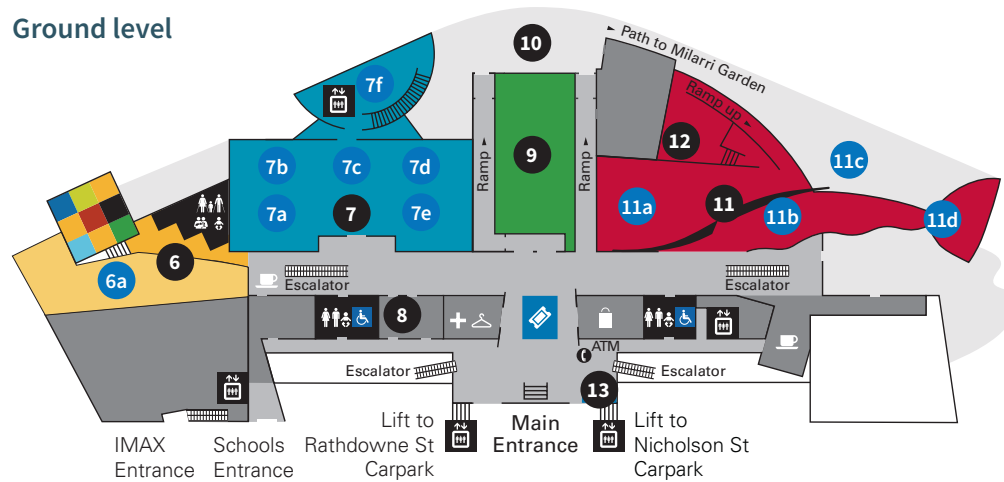 Ground level
10
Path to Milarri Garden
7f
Ramp up
12
7b
7c
7d
Ramp
9
Ramp
11c
7a
7
7e
11a
11
11b
11d
6
6a
Escalator
Escalator
8
ATM
Escalator
Escalator
13
IMAX
Entrance
Schools
Entrance
Lift to
Rathdowne St
Carpark
Main
Entrance
Lift to
Nicholson St
Carpark